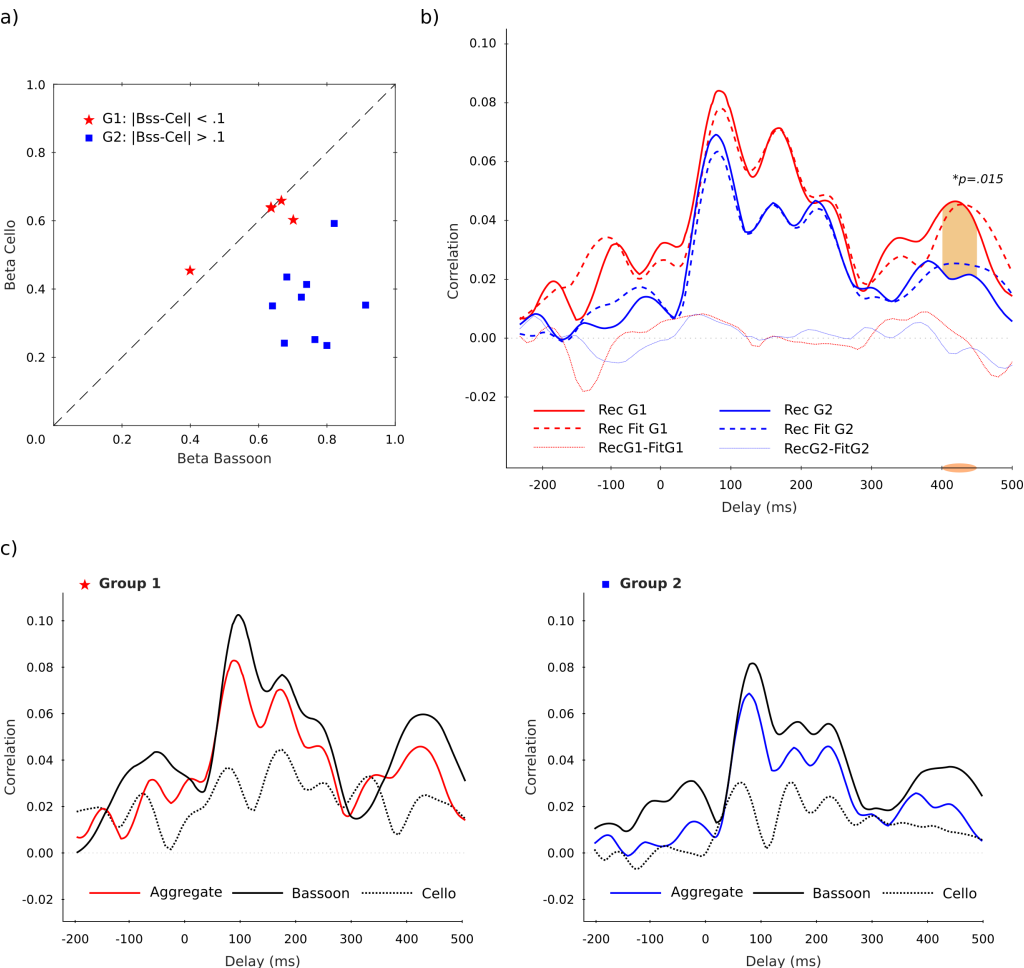 a)
1.0
0.8
0.6
0.4
0.2
0.0
0.2
0.4
0.6
0.8
1.0
Beta Cello
Beta Bassoon
G1: |Bss-Cel| < .1
G2: |Bss-Cel| > .1
b)
0.10
0.08
0.06
0.04
0.02
0.00
-0.02
Correlation
*p=.015
Rec G1
Rec G2
Rec Fit G1
Rec Fit G2
RecG1-FitG1
RecG2-FitG2
-200
-100
0
100
200
300
400
500
Delay (ms)
c)
Group 1
0.10
0.08
0.06
0.04
0.02
0.00
-0.02
Correlation
Aggregate
Bassoon
Cello
-200
-100
0
100
200
300
400
500
Delay (ms)
Group 2
0.10
0.08
0.06
0.04
0.02
0.00
-0.02
Correlation
Aggregate
Bassoon
Cello
-200
-100
0
100
200
300
400
500
Delay (ms)